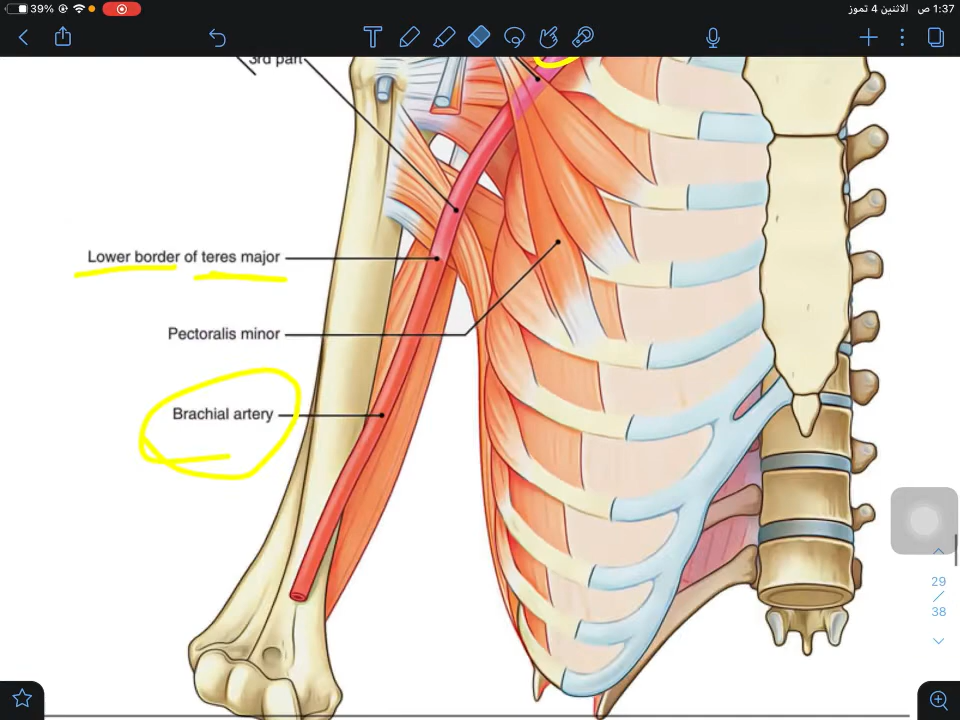 39%
1:37 ص الاثنين 4 تموز
3rd part
Lower border of teres major
Pectoralis minor
Brachial artery
29
/
38